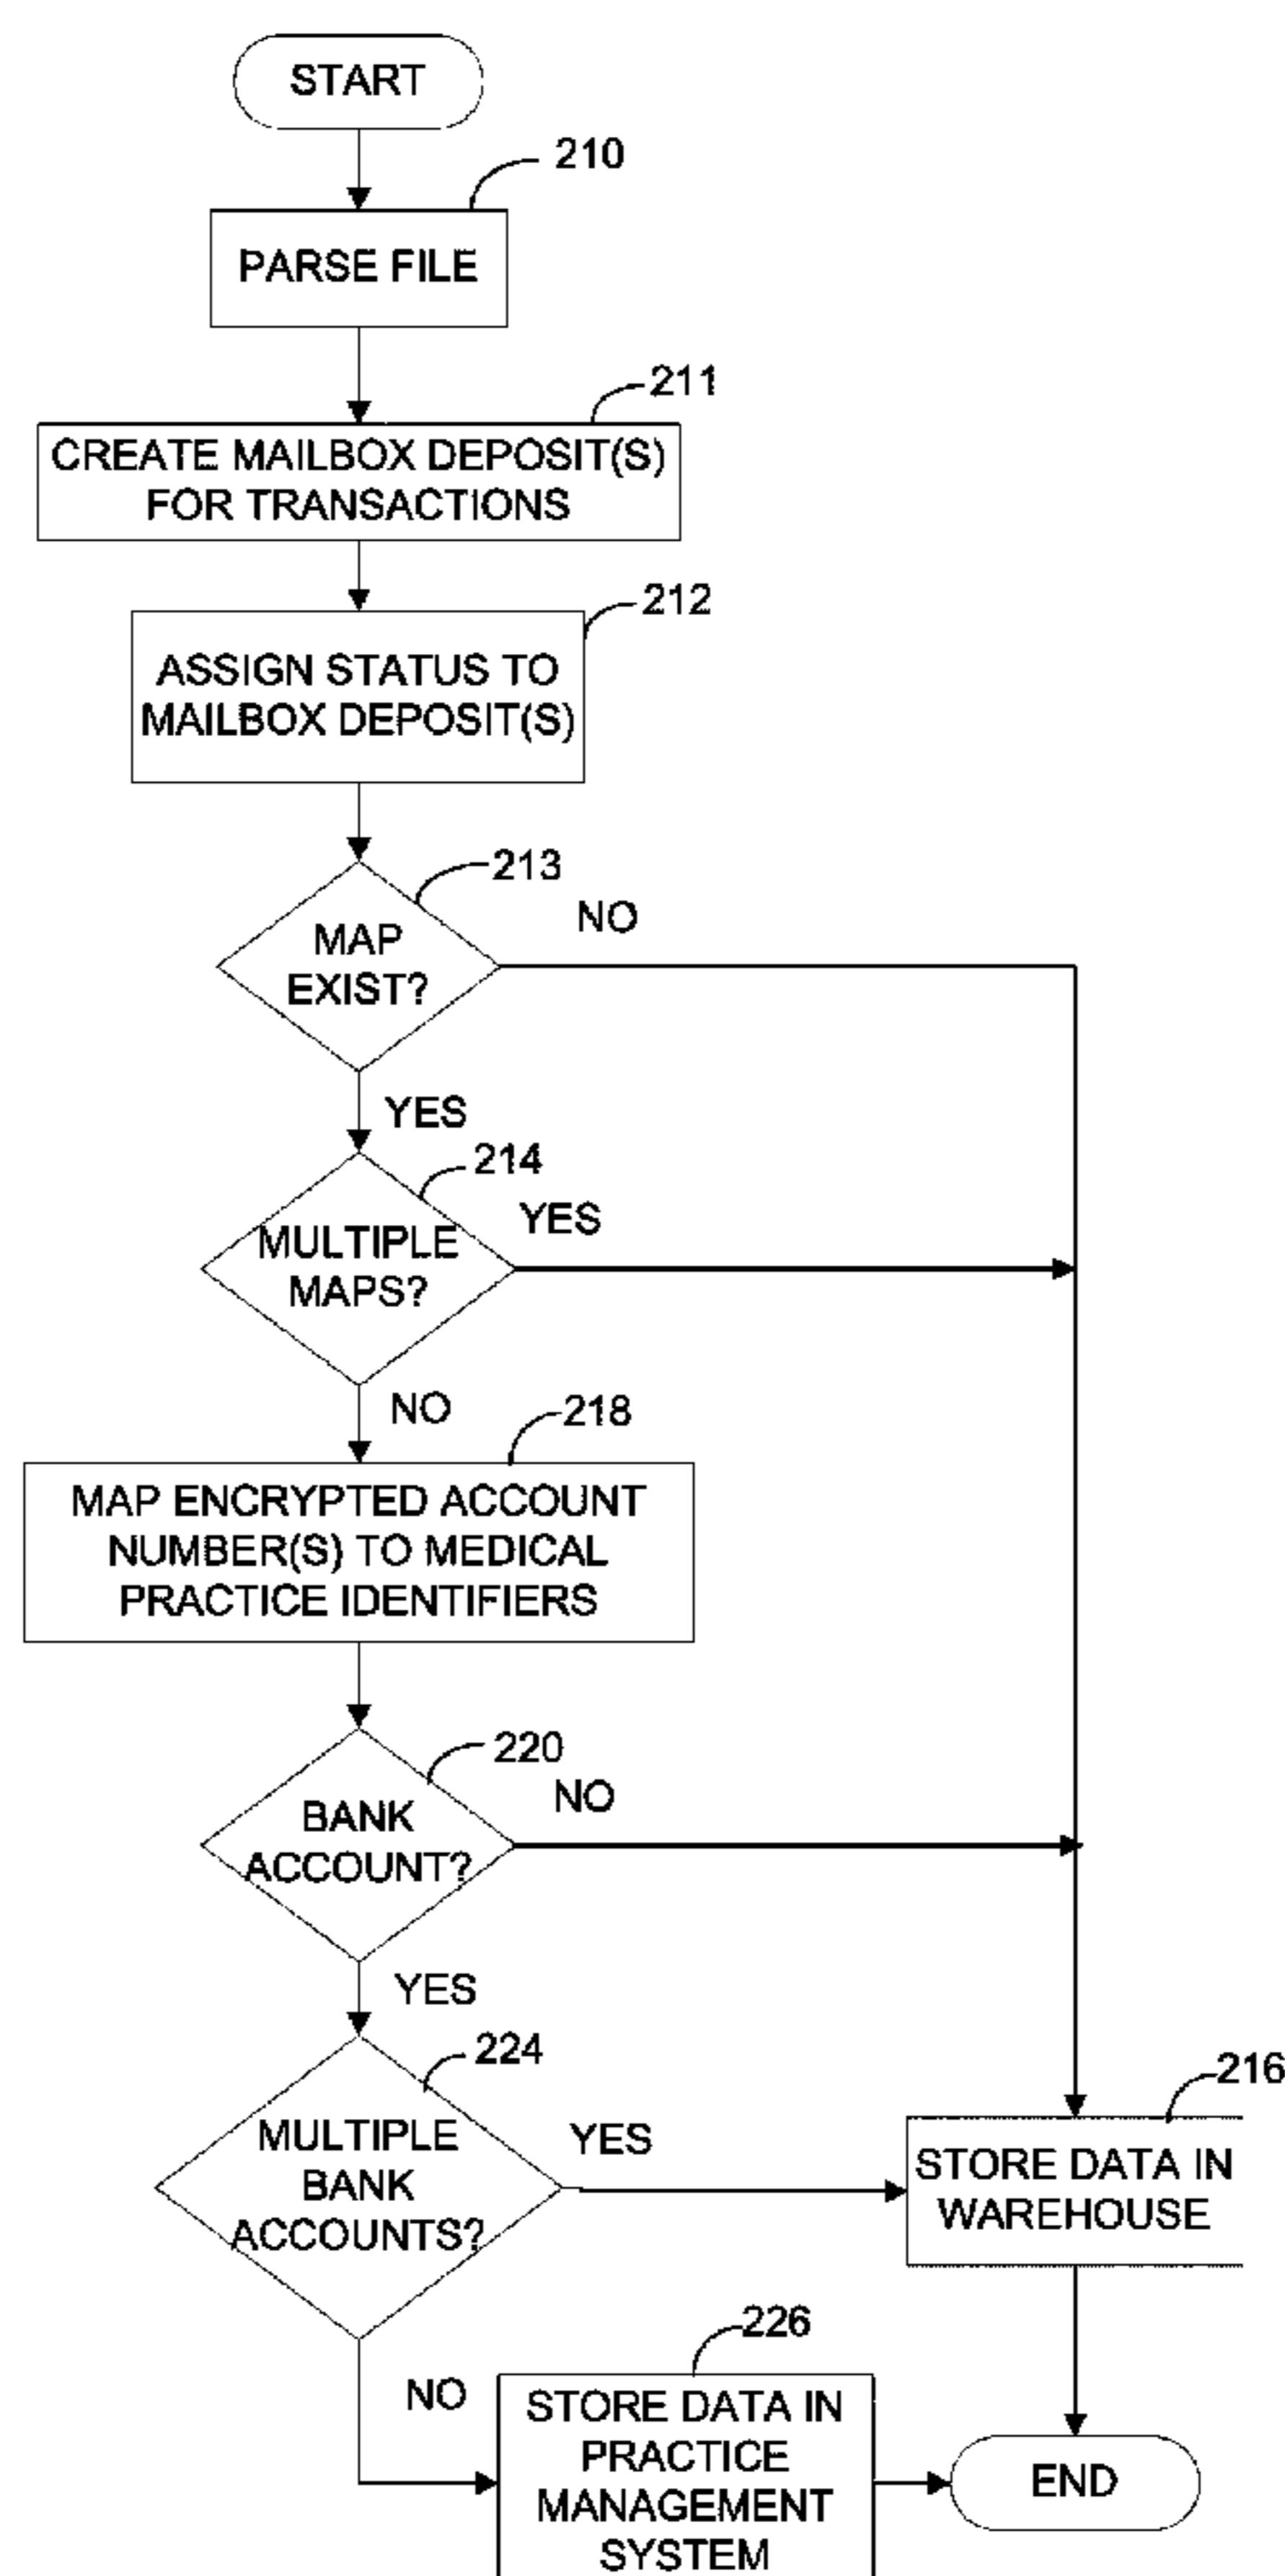 START
210
PARSE FILE
211
CREATE MAILBOX DEPOSIT(S)
FOR TRANSACTIONS
212
ASSIGN STATUS TO
MAILBOX DEPOSIT(S)
213
NO
MAP
EXIST?
YES
214
YES
MULTIPLE
MAPS?
NO
218
MAP ENCRYPTED ACCOUNT
NUMBER(S) TO MEDICAL
PRACTICE IDENTIFIERS
220
NO
BANK
ACCOUNT?
YES
224
MULTIPLE
BANK
ACCOUNTS?
YES
216
STORE DATA IN
WAREHOUSE
226
NO
STORE DATA IN
PRACTICE
MANAGEMENT
SYSTEM
END